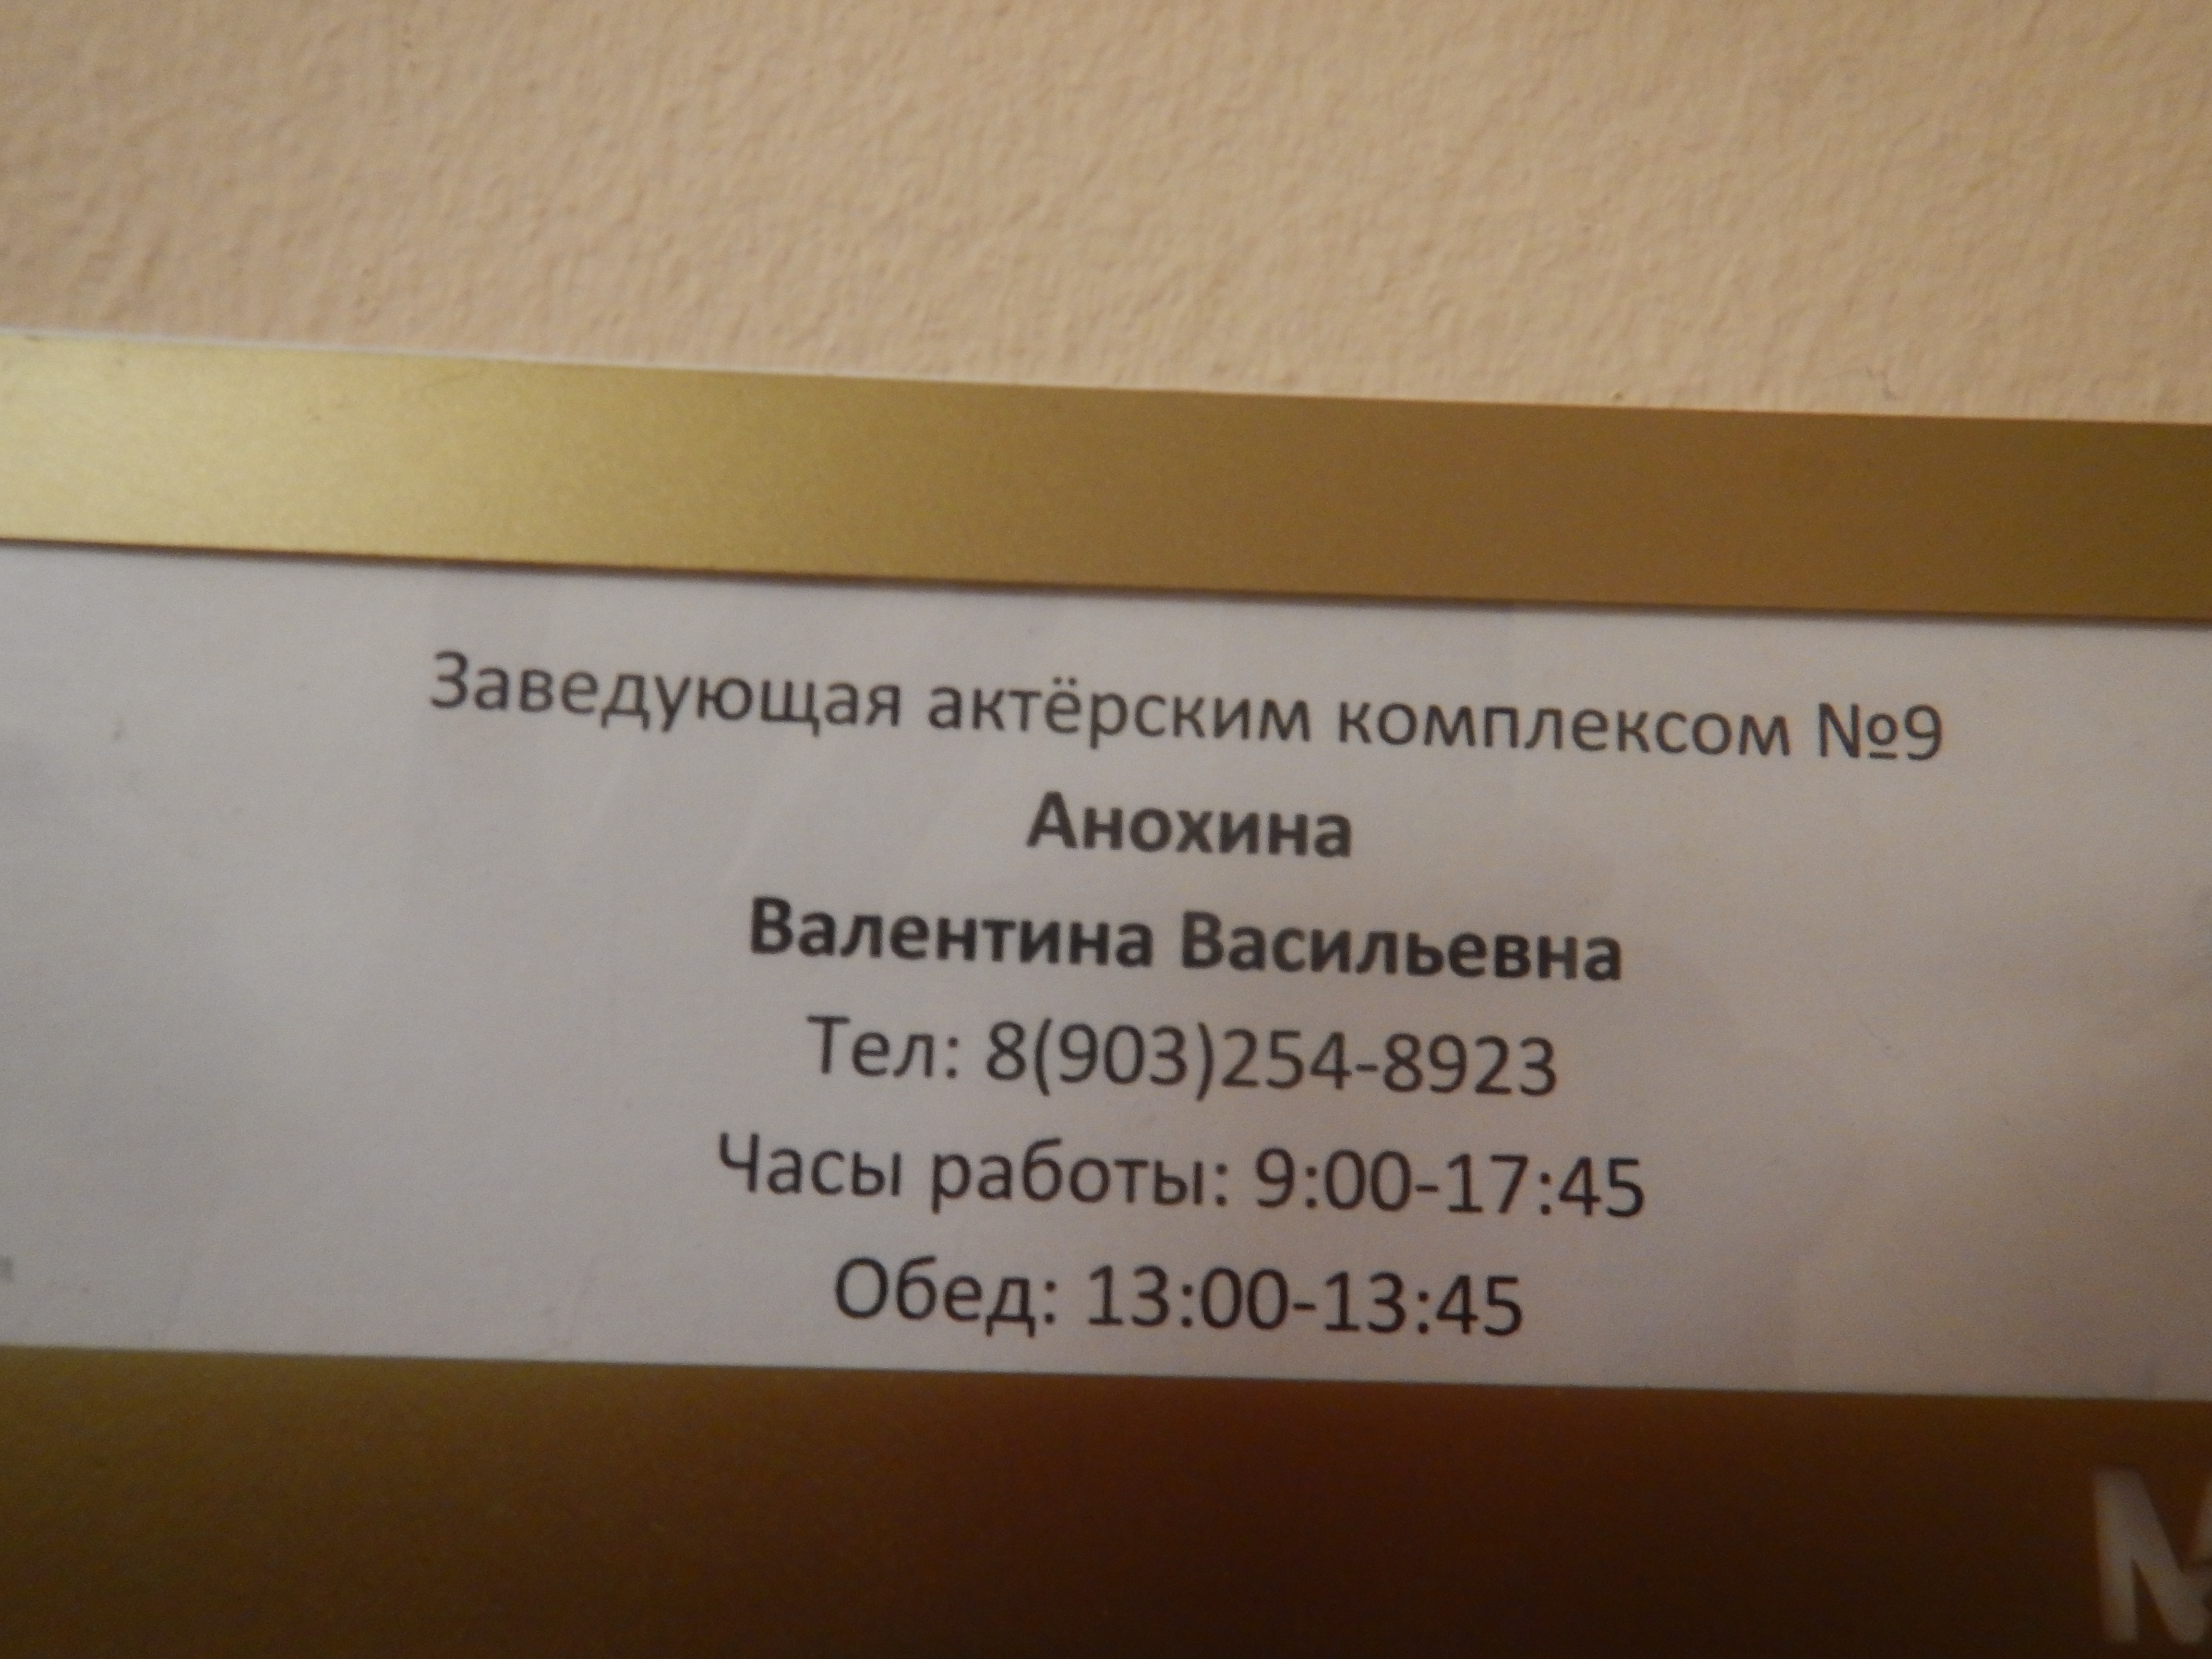 Заведующая актёрским комплексом №9
Анохина
Валентина Васильевна
Тел: 8(903)254-8923
Часы работы: 9:00-17:45
Обед: 13:00-13:45